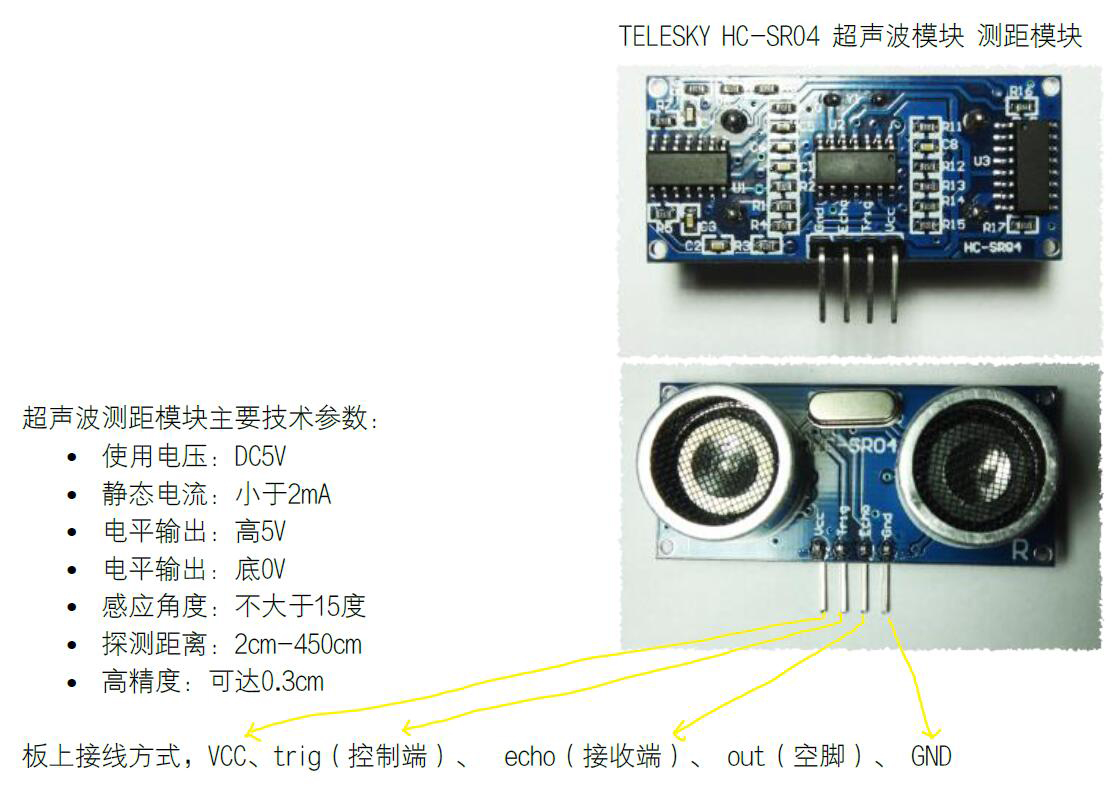 TELESKY HC-SR04 超声波模块 测距模块
R16
R11
C8
U3
R12
R13
R14
R15
R17
U1
U2
C1
R2
R1
R4
R5
C2
R3
Gnd
Echo
Trig
Vcc
HC-SR04
超声波测距模块主要技术参数：
• 使用电压：DC5V
• 静态电流：小于2mA
• 电平输出：高5V
• 电平输出：底0V
• 感应角度：不大于15度
• 探测距离：2cm-450cm
• 高精度：可达0.3cm
-SR04
Vcc
Trig
Echo
Gnd
R
板上接线方式，VCC、trig（控制端）、 echo（接收端）、 out（空脚）、 GND